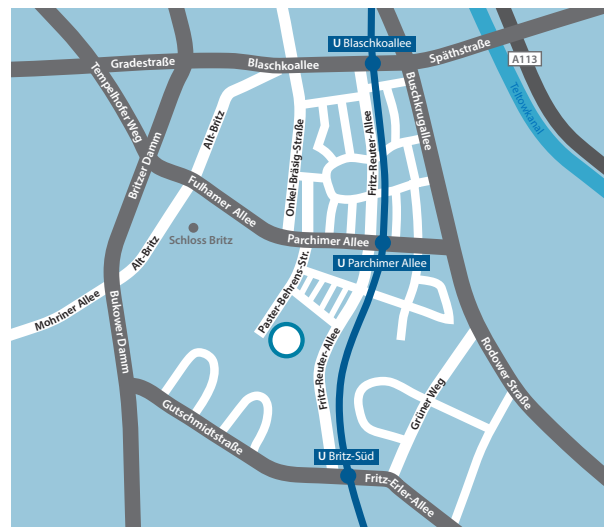 U Blaschkoallee
Späthstraße
A113
Gradestraße
Blaschkoallee
Tempelhofer Weg
Buschkrugallee
Teltowkanal
Alt-Britz
Onkel-Bräsig-Straße
Fritz-Reuter-Allee
Britzer Damm
Fulhamer Allee
Schloss Britz
Parchimer Allee
U Parchimer Allee
Alt-Britz
Paster-Behrens-Str.
Mohriner Allee
Bukower Damm
Fritz-Reuter-Allee
Rodower Straße
Grüner Weg
Gutschmidtstraße
U Britz-Süd
Fritz-Erler-Allee